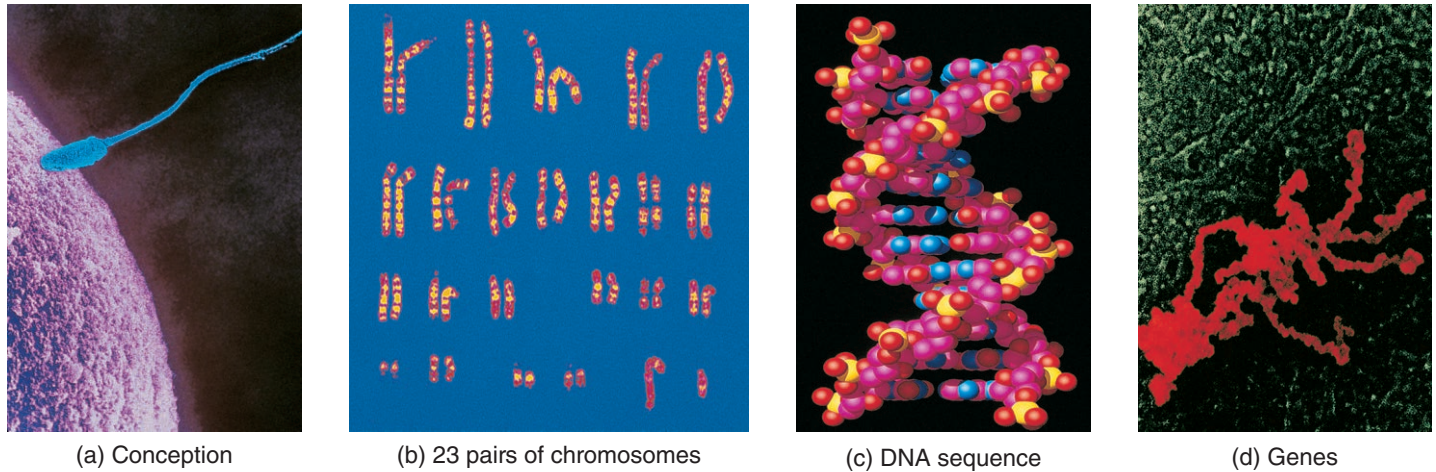 (a) Conception
(b) 23 pairs of chromosomes
(c) DNA sequence
(d) Genes